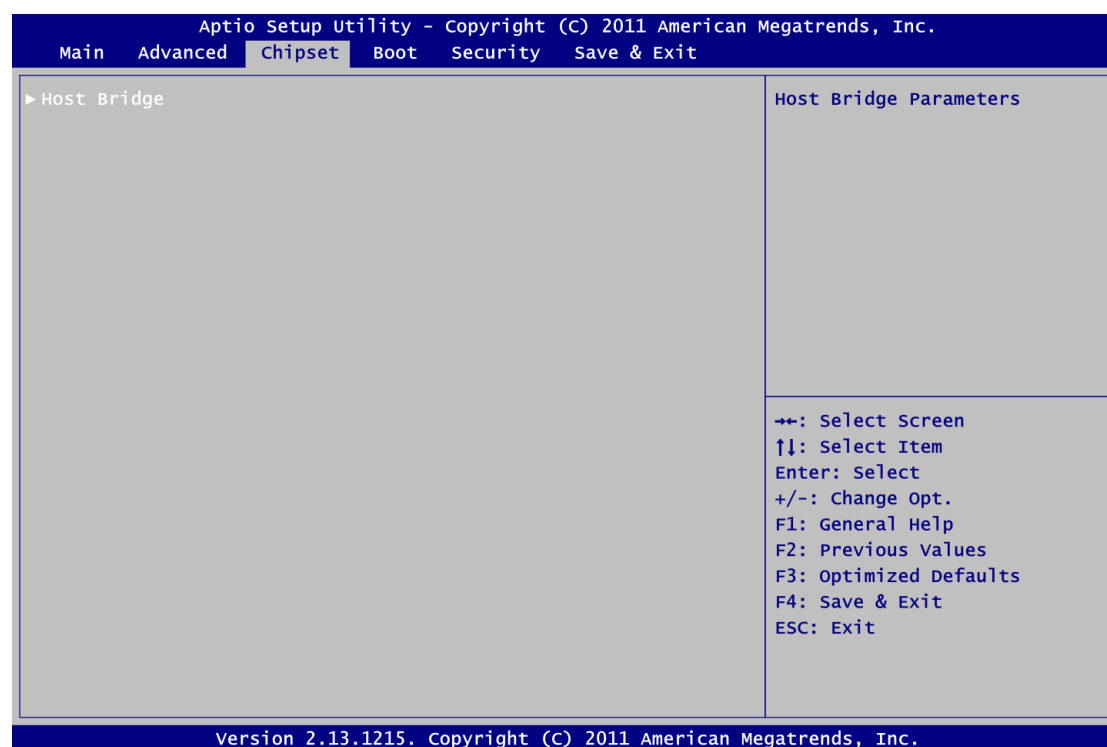 Aptio Setup Utility - Copyright (C) 2011 American Megatrends, Inc.
Main Advanced Chipset Boot Security Save & Exit
►Host Bridge
Host Bridge Parameters
→←: Select Screen
↑↓: Select Item
Enter: Select
+/-: Change Opt.
F1: General Help
F2: Previous Values
F3: Optimized Defaults
F4: Save & Exit
ESC: Exit
Version 2.13.1215. Copyright (C) 2011 American Megatrends, Inc.